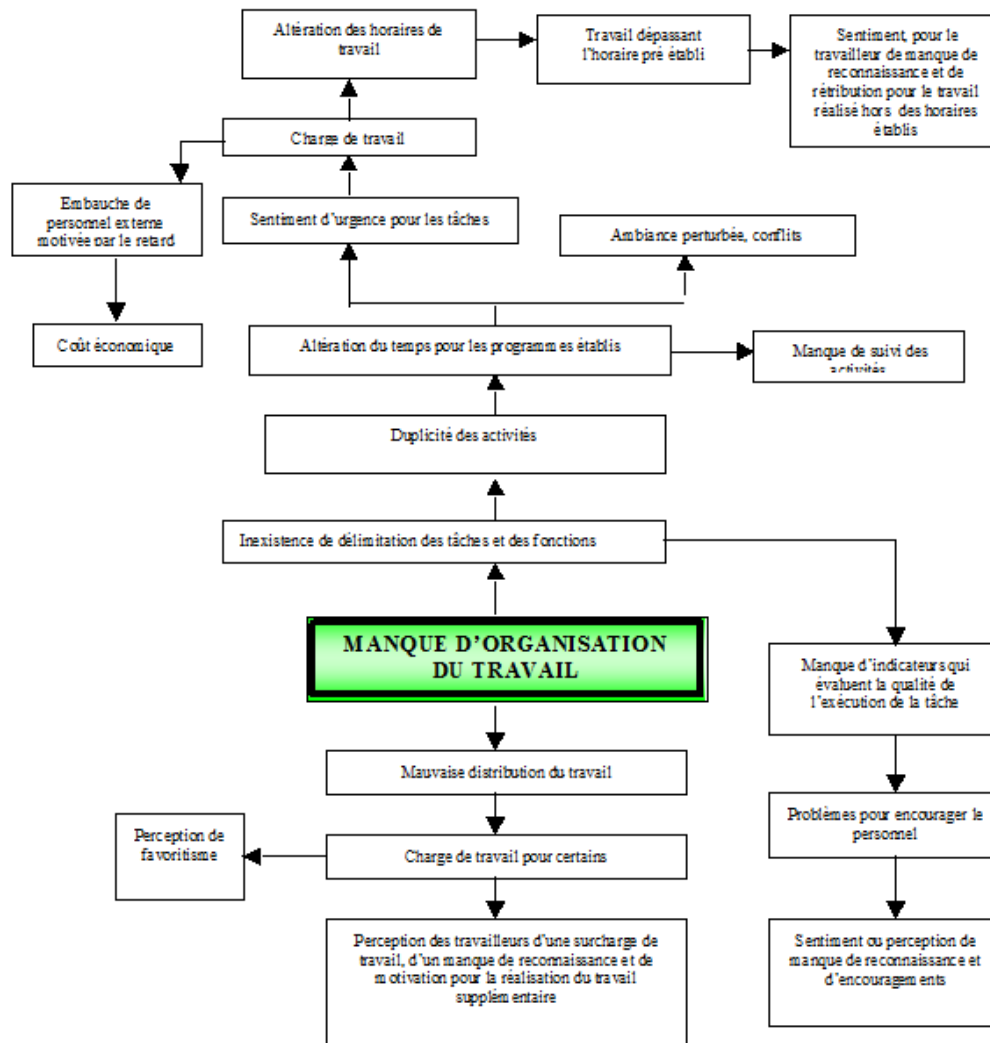 Altération des horaires de
travail
Travail dépassant
l'horaire pré établi
Sentiment, pour le
travailleur de manque de
reconnaissance et de
rétribution pour le travail
réalisé hors des horaires
établis
Charge de travail
Embauche de
personnel externe
motivée par le retard
Sentiment d'urgence pour les tâches
Ambiance perturbée, conflits
Coût économique
Altération du temps pour les programmes établis
Manque de suivi des
activités
Duplicité des activités
Inexistence de délimitation des tâches et des fonctions
MANQUE D'ORGANISATION
DU TRAVAIL
Manque d'indicateurs qui
évaluent la qualité de
l'exécution de la tâche
Mauvaise distribution du travail
Problèmes pour encourager le
personnel
Perception de
favoritisme
Charge de travail pour certains
Perception des travailleurs d'une surcharge de
travail, d'un manque de reconnaissance et de
motivation pour la réalisation du travail
supplémentaire
Sentiment ou perception de
manque de reconnaissance et
d'encouragements